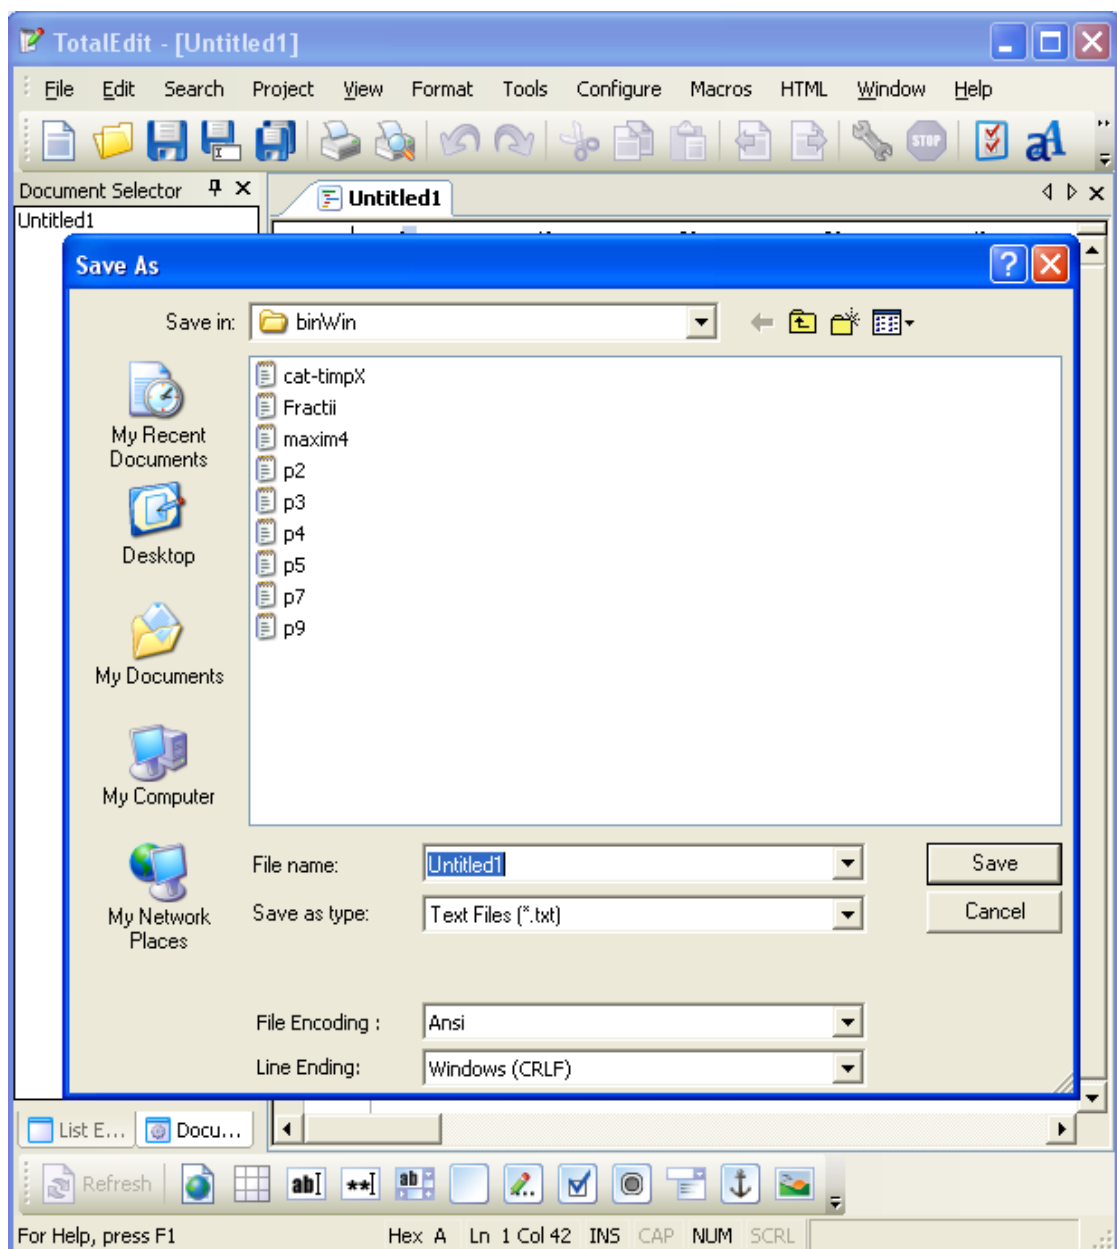 TotalEdit - [Untitled1]
File Edit Search Project View Format Tools Configure Macros HTML Window Help
STOP
Document Selector
Untitled1
Untitled1
Save As
Save in: binWin
cat-timpX
Fractii
maxim4
p2
p3
p4
p5
p7
p9
My Recent
Documents
Desktop
My Documents
My Computer
My Network
Places
File name: Untitled1 Save
Save as type: Text Files (*.txt) Cancel
File Encoding : Ansi
Line Ending: Windows (CRLF)
List E... Docu...
Refresh ab **
For Help, press F1 Hex A Ln 1 Col 42 INS CAP NUM SCRL